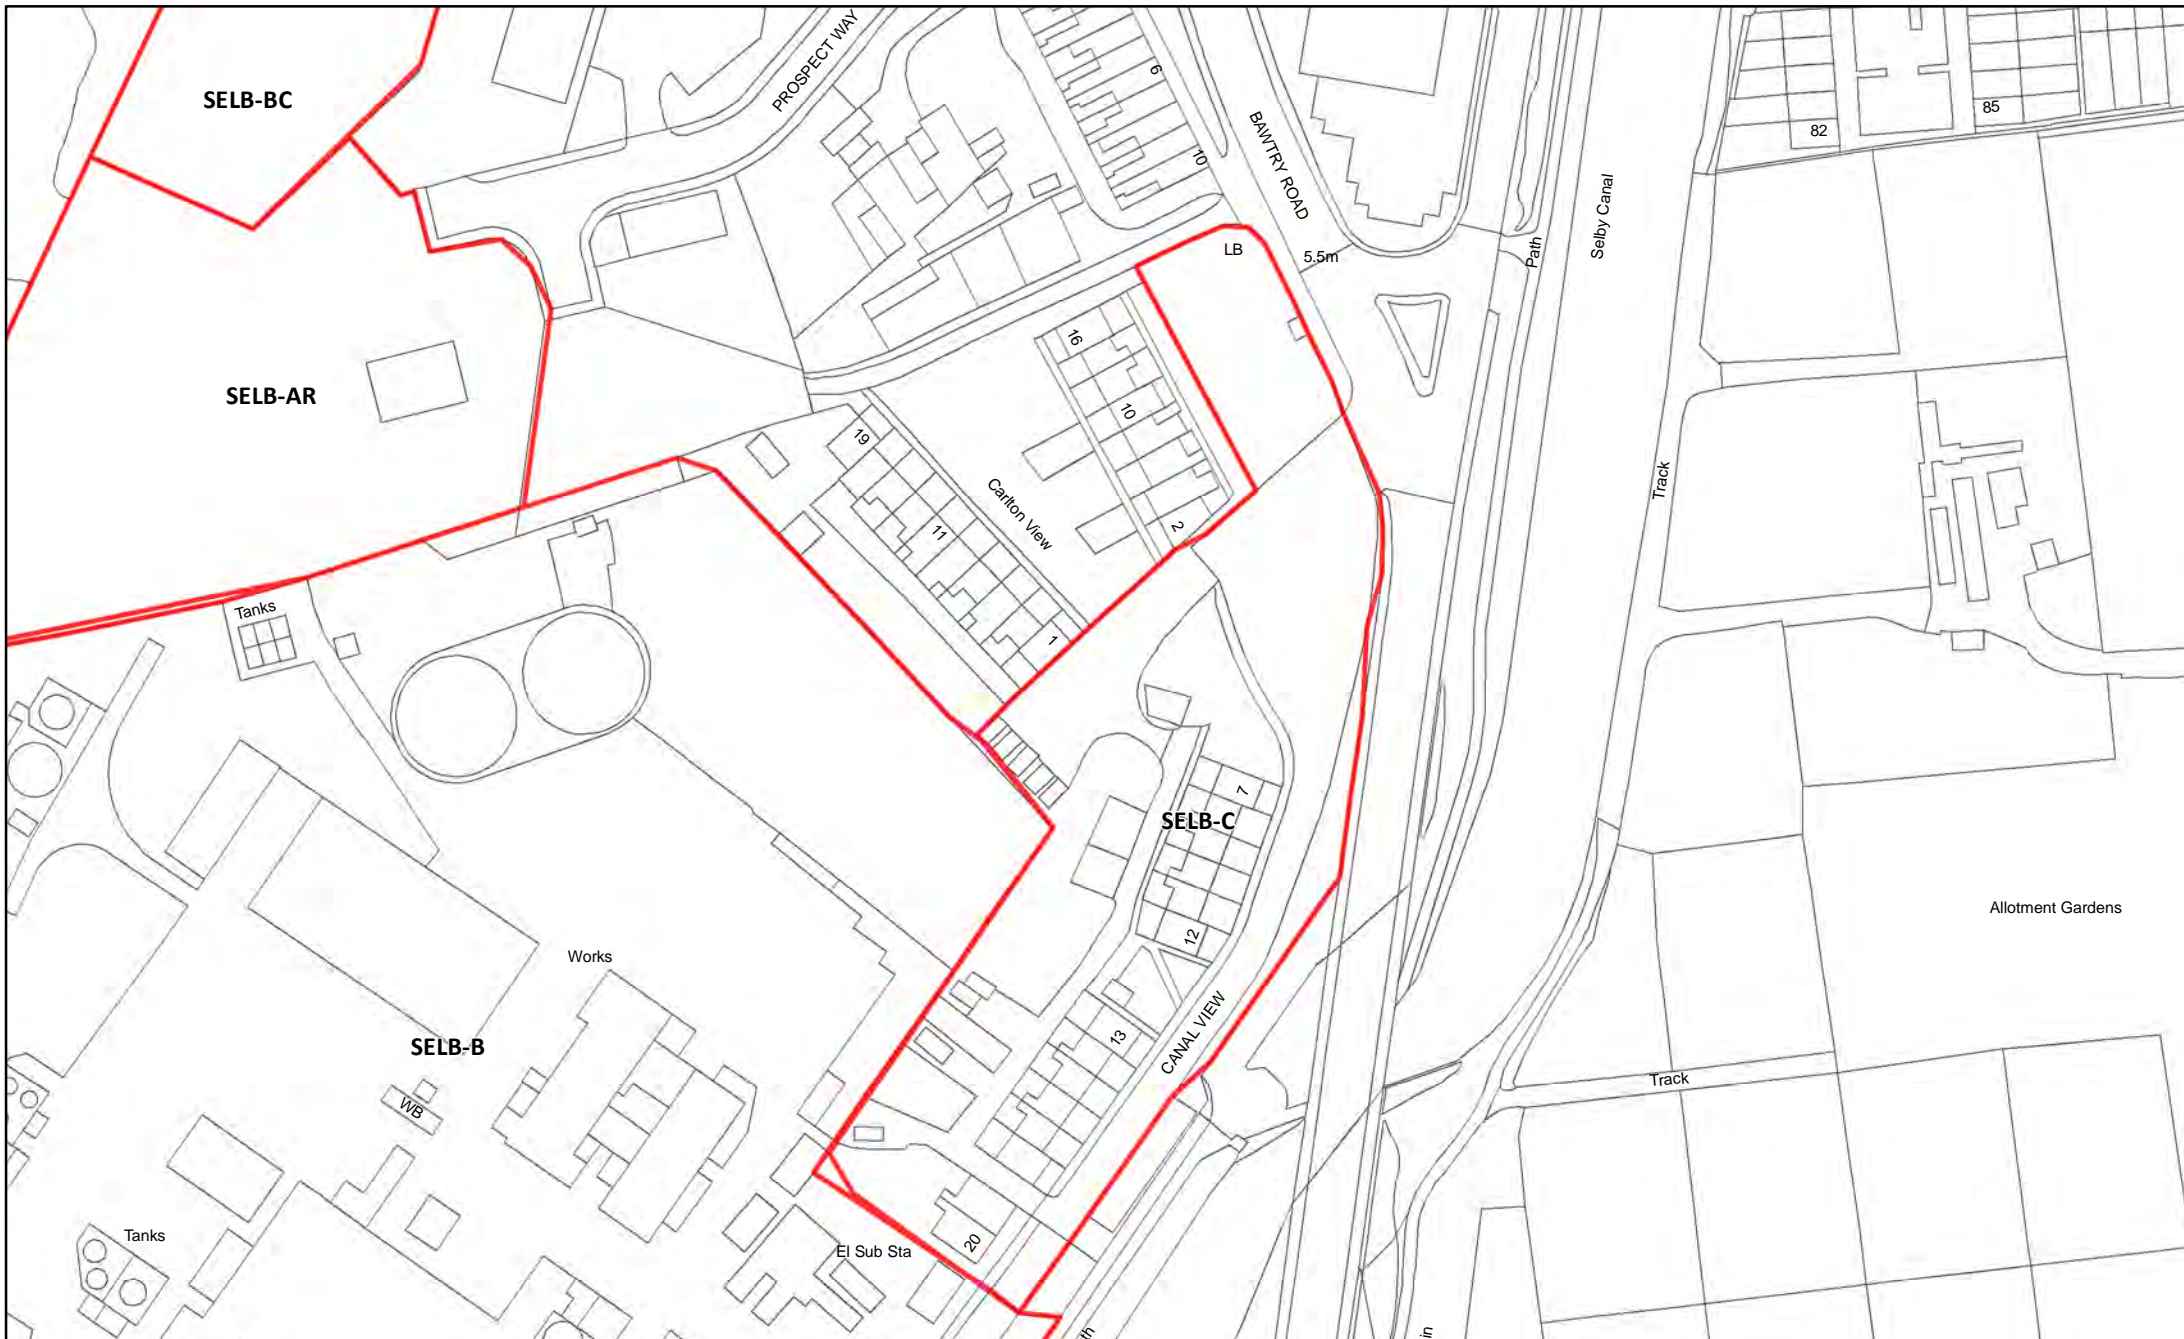 PROSPECT WAY
SELB-BC
6
BAWTRY ROAD
10
85
82
Selby Canal
Path
LB
5.5m
16
SELB-AR
10
19
Carlton View
11
2
Track
1
Tanks
7
SELB-C
Allotment Gardens
12
Works
CANAL VIEW
13
SELB-B
Track
WB
Tanks
20
El Sub Sta
th
in